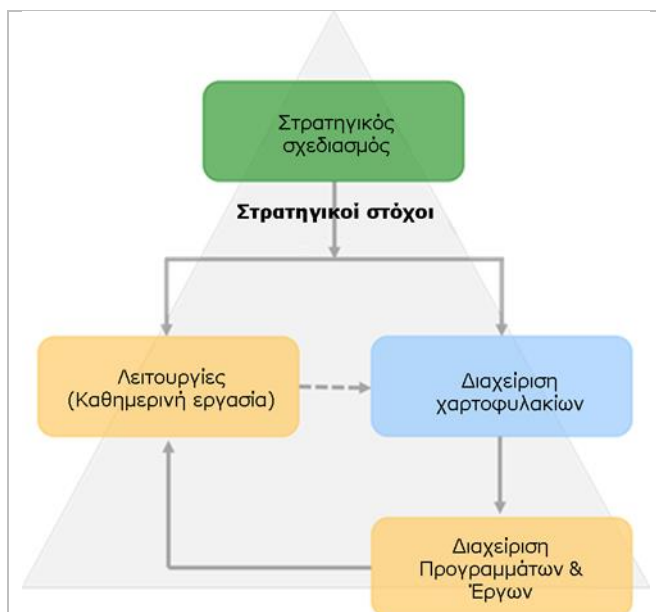 Στρατηγικός
σχεδιασμός
Στρατηγικοί στόχοι
Λειτουργίες
(Καθημερινή εργασία)
Διαχείριση
χαρτοφυλακίων
Διαχείριση
Προγραμμάτων &
Έργων